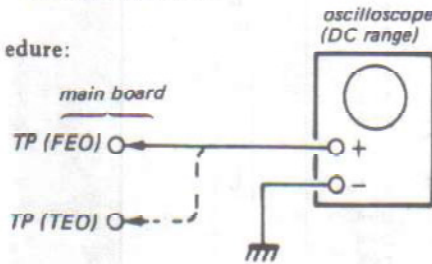 oscilloscope
(DC range)
edure:
main board
TP (FEO)
+
−
TP (TEO)